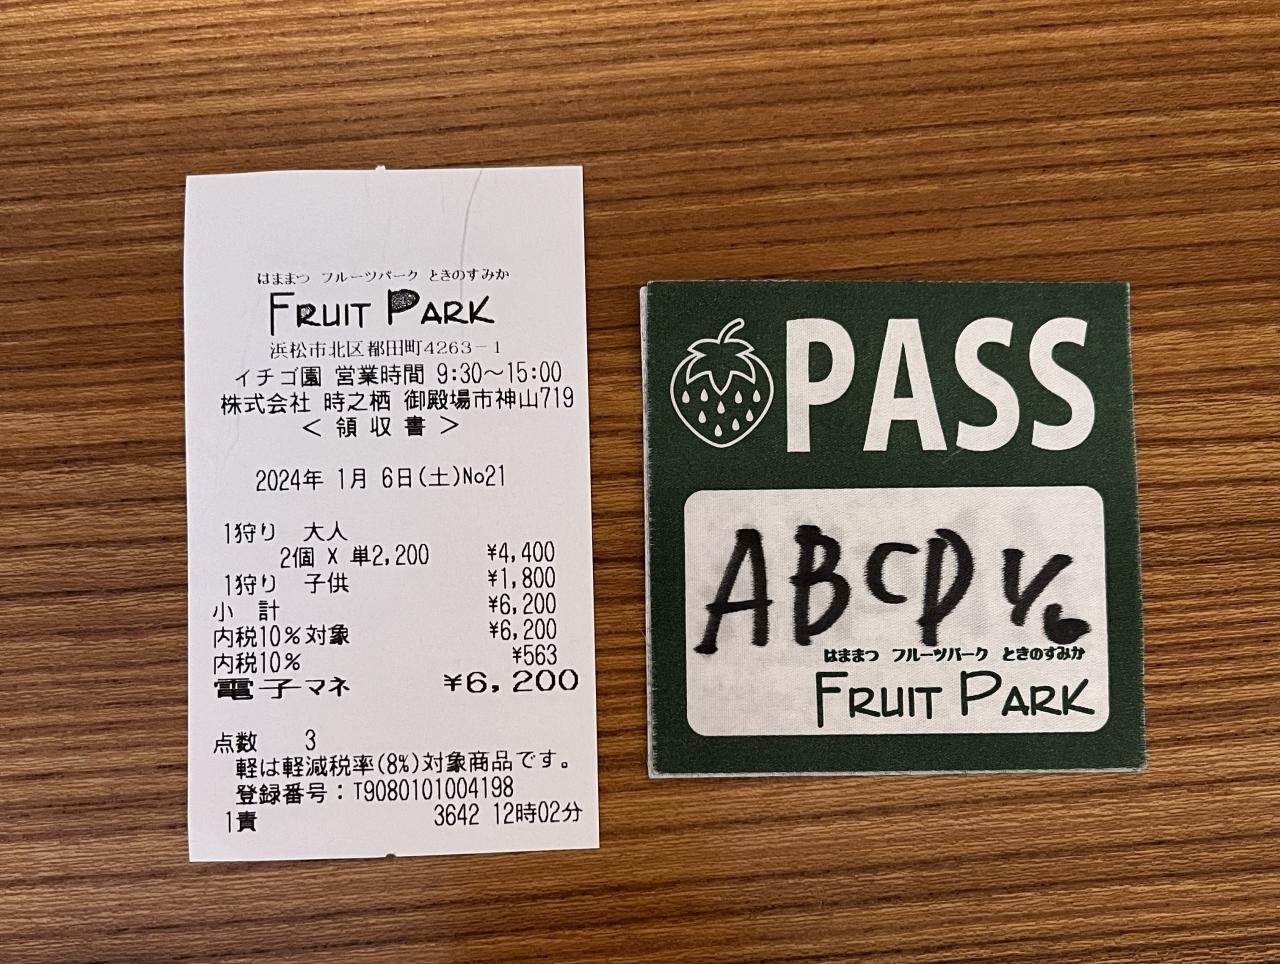 はままつ フルーツパーク ときのすみか
FRUIT PARK
浜松市北区都田町4263-1
イチゴ園 営業時間 9:30～15:00
株式会社 時之栖 御殿場市神山719
＜ 領 収 書 ＞
2024年 1月 6日(土)No21
1狩り 大人
2個 X 単2,200 ¥4,400
1狩り 子供 ¥1,800
小 計 ¥6,200
内税10%対象 ¥6,200
内税10% ¥563
電子マネ ¥6,200
点数 3
軽は軽減税率(8%)対象商品です。
登録番号：T9080101004198
1責 3642 12時02分
PASS
ABCD
はままつ フルーツパーク ときのすみか
FRUIT PARK